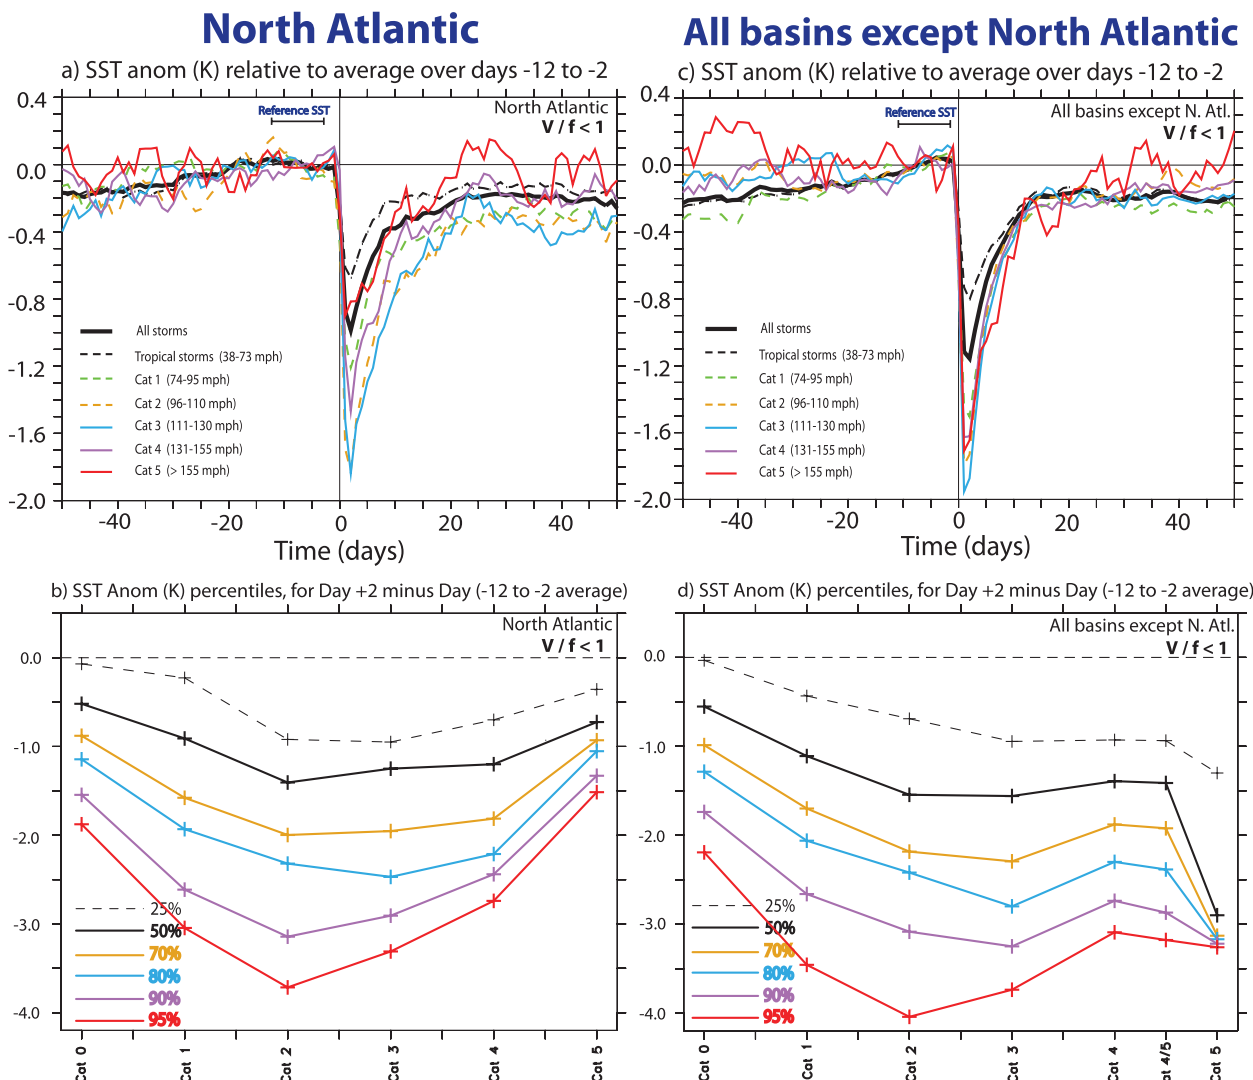 North Atlantic
a) SST anom (K) relative to average over days -12 to -2
0.4
0.0
-0.4
-0.8
-1.2
-1.6
-2.0
Reference SST
North Atlantic
V / f < 1
All storms
Tropical storms (38-73 mph)
Cat 1 (74-95 mph)
Cat 2 (96-110 mph)
Cat 3 (111-130 mph)
Cat 4 (131-155 mph)
Cat 5 (> 155 mph)
-40 -20 0 20 40
Time (days)
All basins except North Atlantic
c) SST anom (K) relative to average over days -12 to -2
0.4
0.0
-0.4
-0.8
-1.2
-1.6
-2.0
Reference SST
All basins except N. Atl.
V / f < 1
All storms
Tropical storms (38-73 mph)
Cat 1 (74-95 mph)
Cat 2 (96-110 mph)
Cat 3 (111-130 mph)
Cat 4 (131-155 mph)
Cat 5 (> 155 mph)
-40 -20 0 20 40
Time (days)
b) SST Anom (K) percentiles, for Day +2 minus Day (-12 to -2 average)
North Atlantic
V / f < 1
0.0
-1.0
-2.0
-3.0
-4.0
25%
50%
70%
80%
90%
95%
Cat 0 Cat 1 Cat 2 Cat 3 Cat 4 Cat 5
d) SST Anom (K) percentiles, for Day +2 minus Day (-12 to -2 average)
All basins except N. Atl.
V / f < 1
0.0
-1.0
-2.0
-3.0
-4.0
25%
50%
70%
80%
90%
95%
Cat 0 Cat 1 Cat 2 Cat 3 Cat 4 Cat 4/5 Cat 5